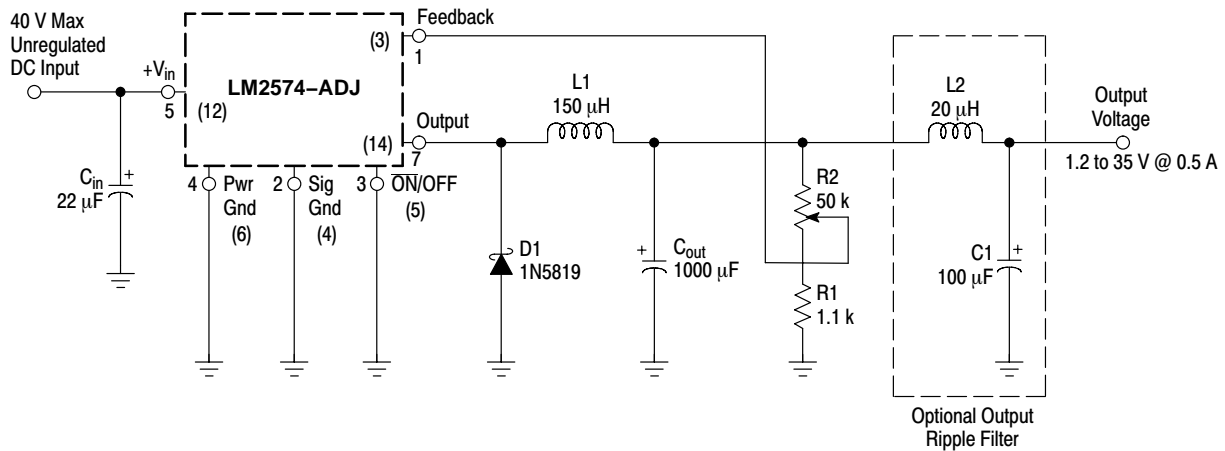 40 V Max
Unregulated
DC Input
+Vin
5
(12)
LM2574–ADJ
(3)
Feedback
1
(14)
Output
7
L1
150 μH
L2
20 μH
Output
Voltage
1.2 to 35 V @ 0.5 A
Cin
22 μF
+
4
Pwr
Gnd
(6)
2
Sig
Gnd
(4)
3
ON/OFF
(5)
D1
1N5819
+
Cout
1000 μF
R2
50 k
R1
1.1 k
C1
100 μF
+
Optional Output
Ripple Filter